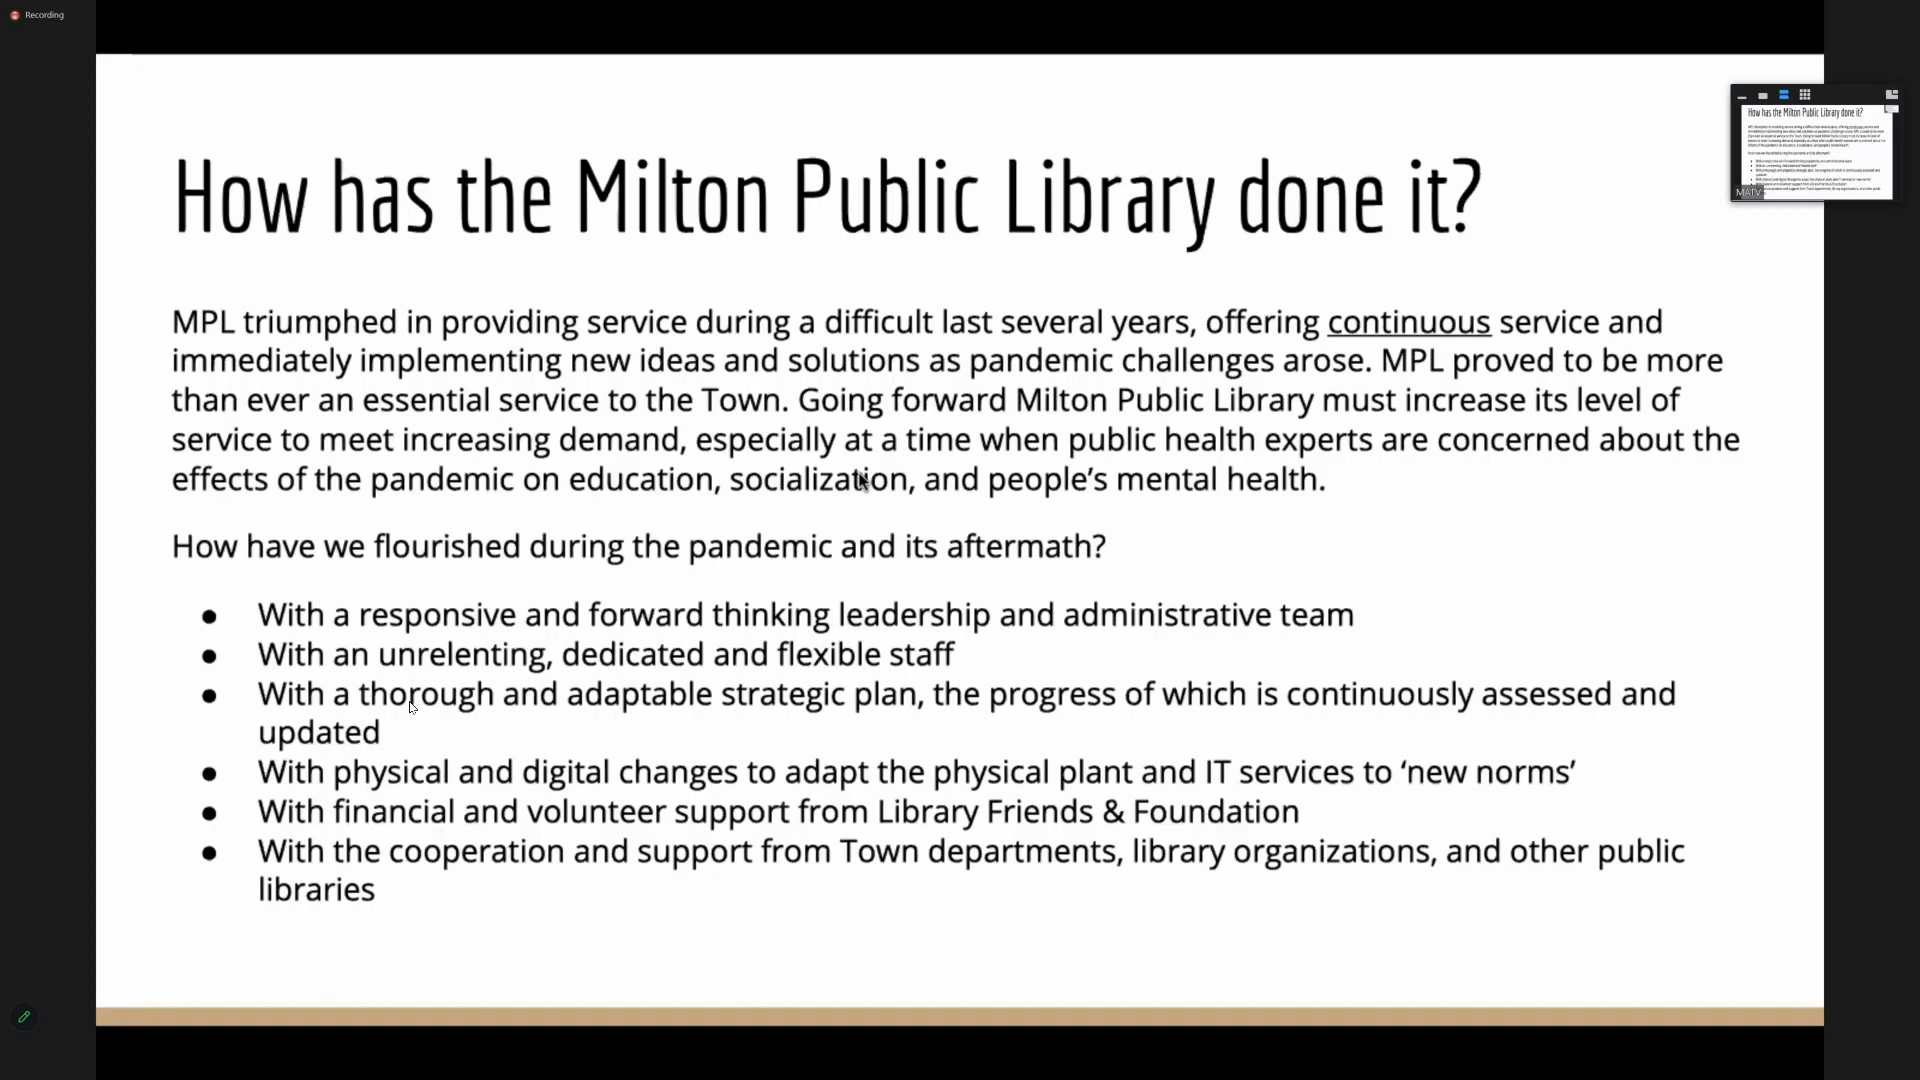 Recording
How has the Milton Public Library done it?
MPL triumphed in providing service during a difficult last several years, offering continuous service and
immediately implementing new ideas and solutions as pandemic challenges arose. MPL proved to be more
than ever an essential service to the Town. Going forward Milton Public Library must increase its level of
service to meet increasing demand, especially at a time when public health experts are concerned about the
effects of the pandemic on education, socialization, and people’s mental health.
How have we flourished during the pandemic and its aftermath?
● With a responsive and forward thinking leadership and administrative team
● With an unrelenting, dedicated and flexible staff
● With a thorough and adaptable strategic plan, the progress of which is continuously assessed and
updated
● With physical and digital changes to adapt the physical plant and IT services to ‘new norms’
● With financial and volunteer support from Library Friends & Foundation
● With the cooperation and support from Town departments, library organizations, and other public
libraries
How has the Milton Public Library done it?
MATV